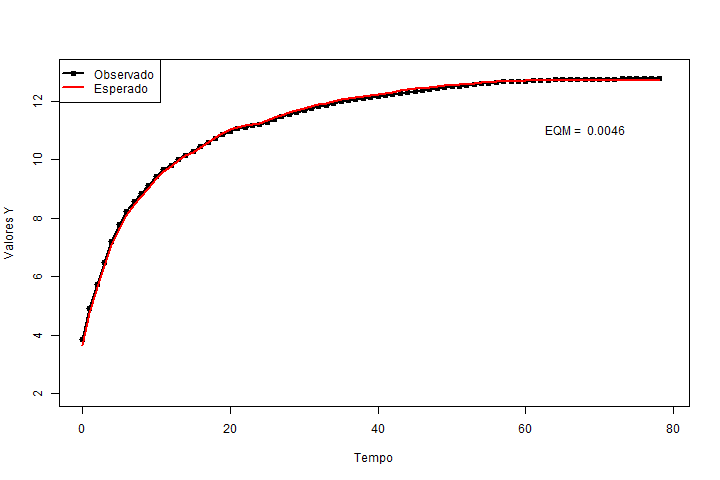 Observado
Esperado
EQM =  0.0046
Valores Y
12
10
8
6
4
2
0
20
40
60
80
Tempo